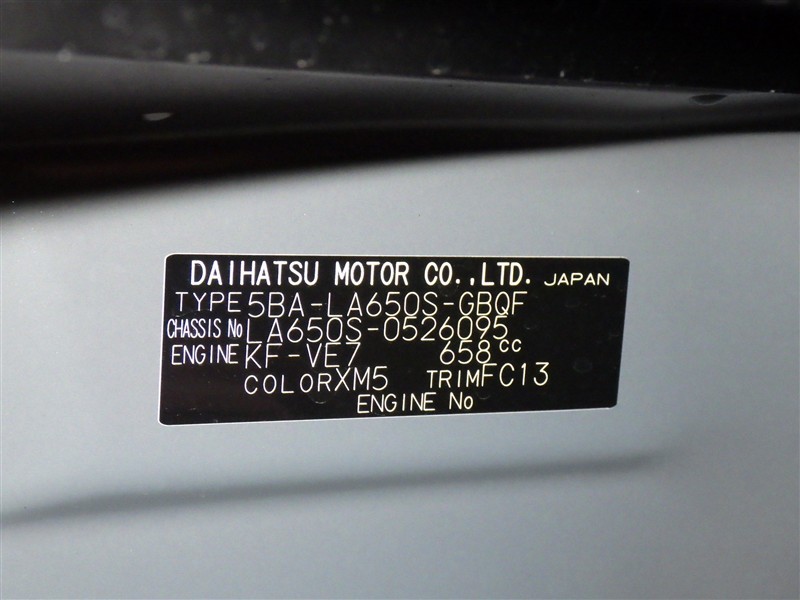 DAIHATSU MOTOR CO.,LTD. JAPAN
TYPE 5BA-LA650S-GBQF
CHASSIS No LA650S-0526095
ENGINE KF-VE7 658cc
COLOR XM5 TRIM FC13
ENGINE No